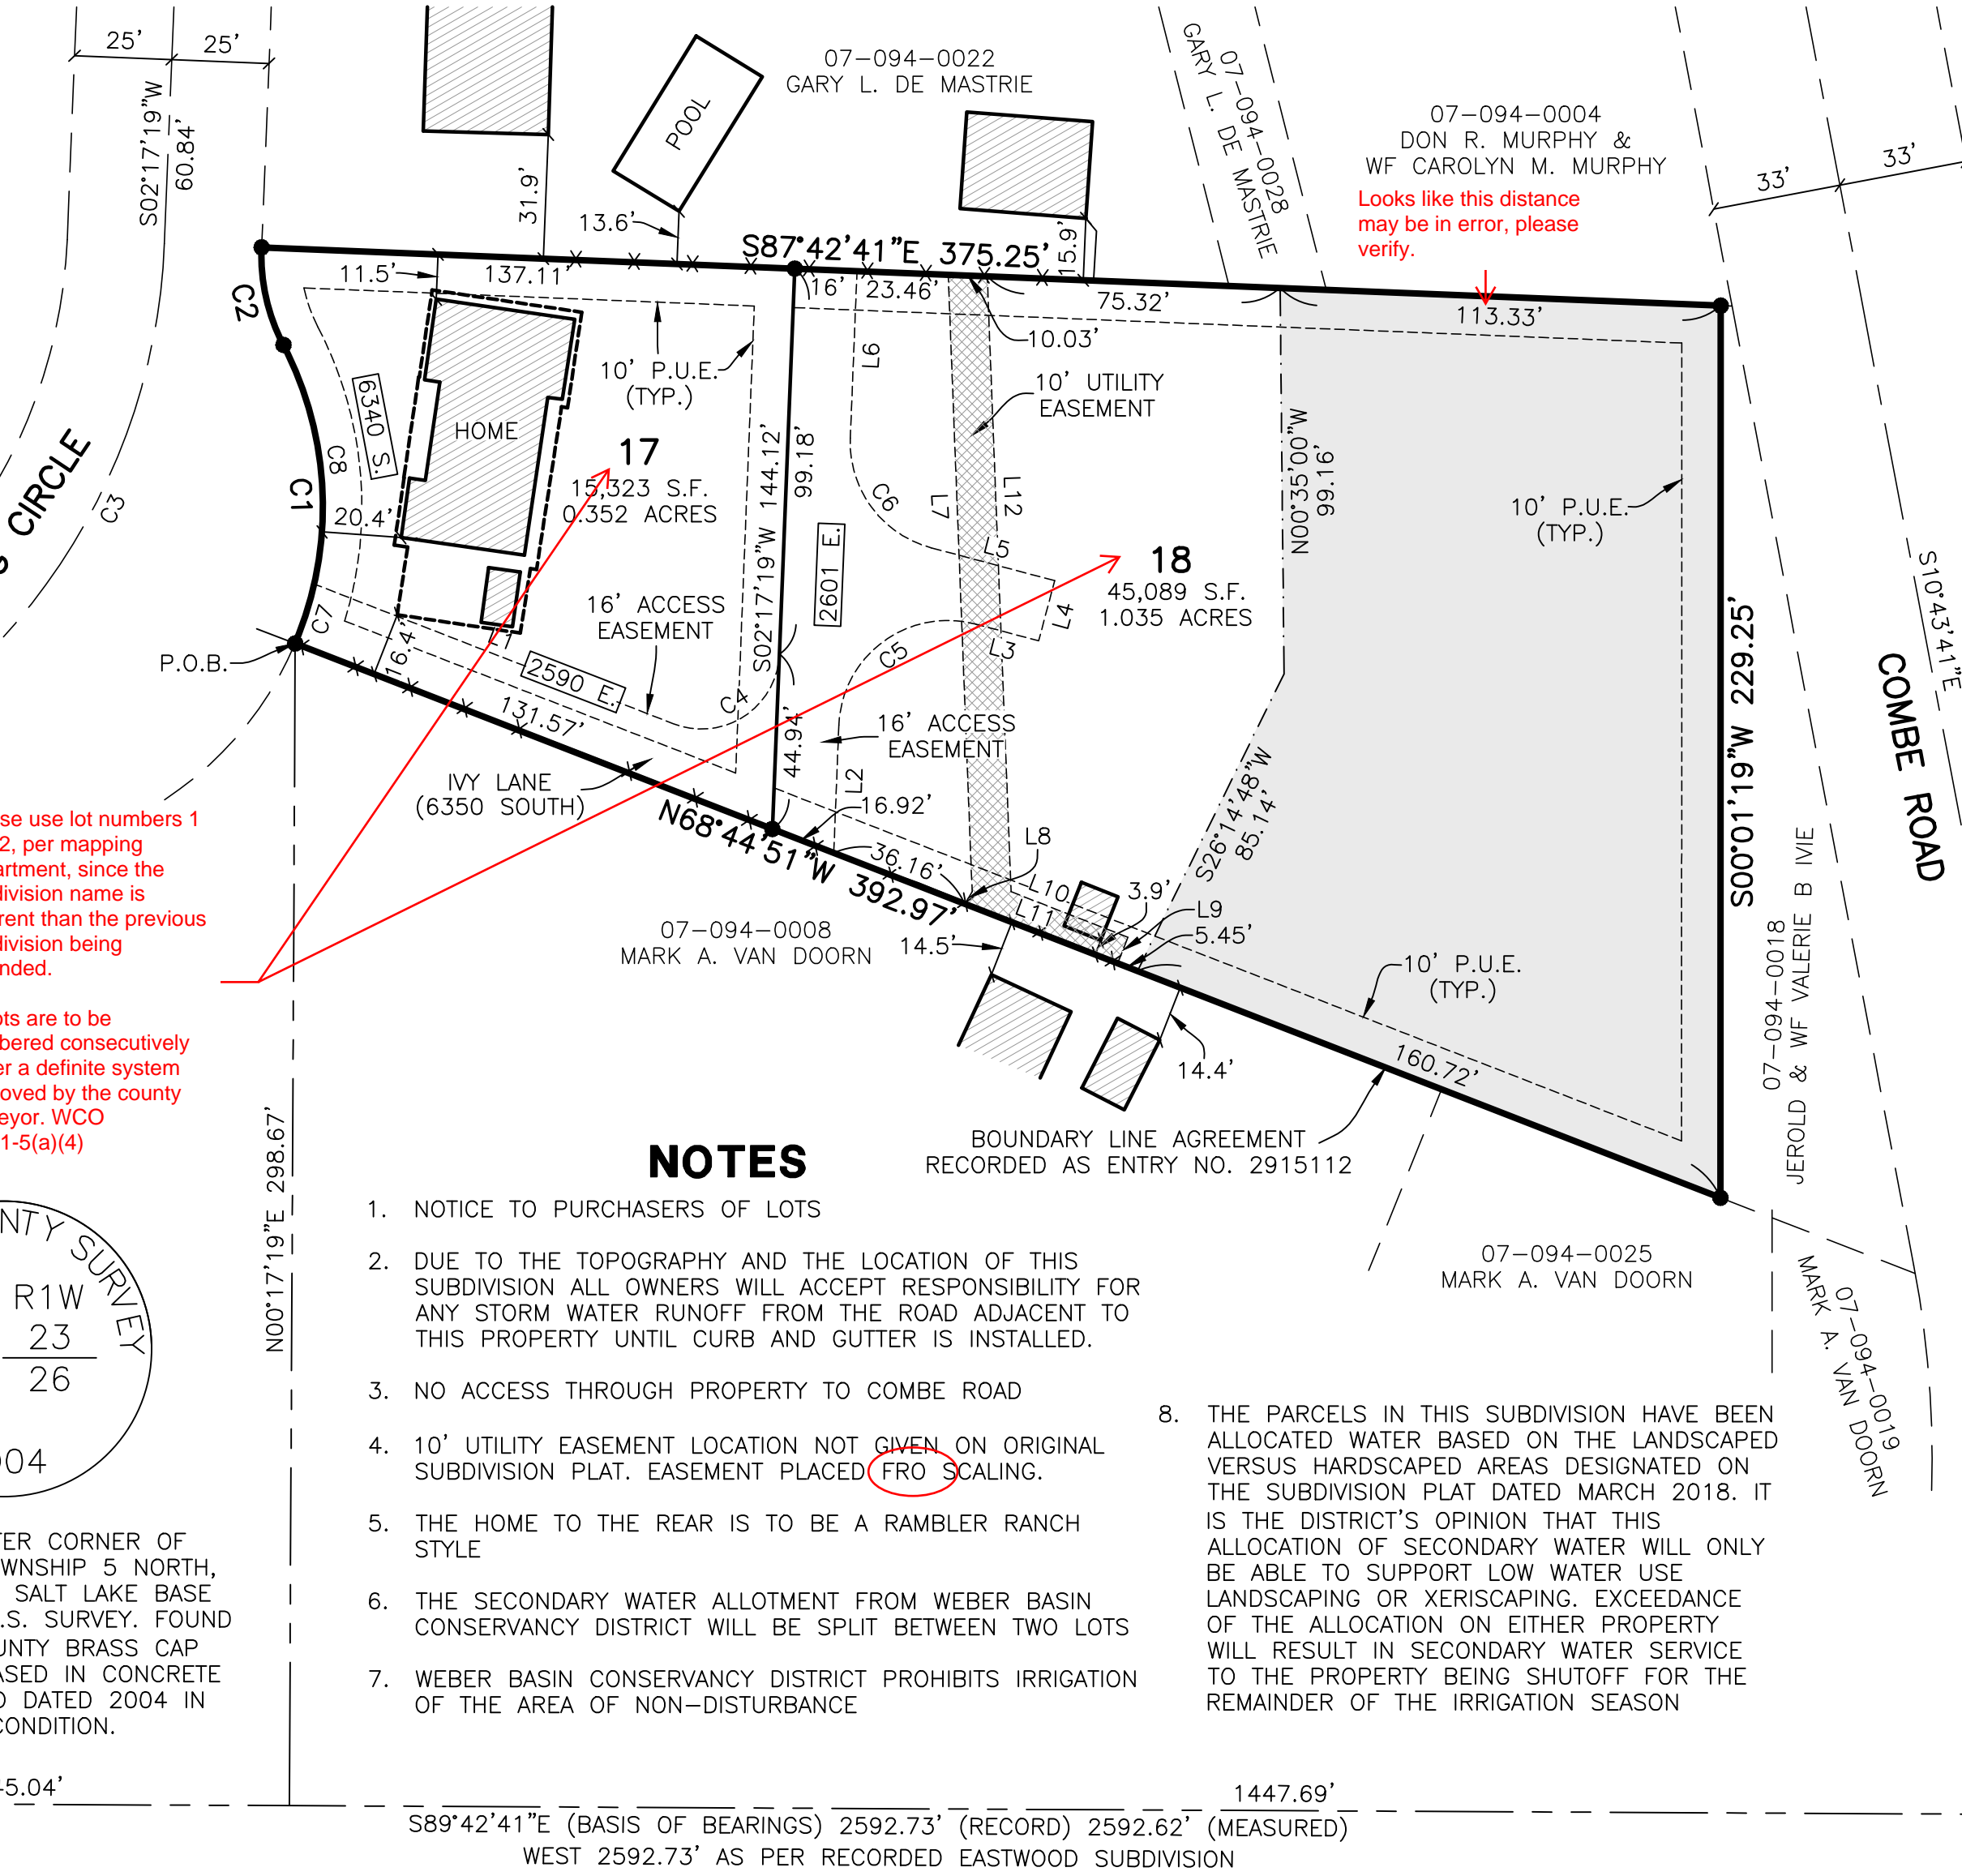 25'
25'
S02°17'19"W
60.84'
07-094-0022
GARY L. DE MASTRIE
POOL
31.9'
13.6'
15.9'
07-094-0028
GARY L. DE MASTRIE
07-094-0004
DON R. MURPHY &
WF CAROLYN M. MURPHY
Looks like this distance
may be in error, please
verify.
33'
33'
S87°42'41"E 375.25'
11.5'
137.11'
16'
23.46'
75.32'
113.33'
10.03'
C2
L6
10' P.U.E.
(TYP.)
10' UTILITY
EASEMENT
6340 S.
HOME
17
15,323 S.F.
0.352 ACRES
C8
C1
20.4'
CIRCLE
C3
S02°17'19"W 144.12'
99.18'
2601 E.
C6
L7
L12
L5
L4
L3
18
45,089 S.F.
1.035 ACRES
N00°35'00"W
99.16'
10' P.U.E.
(TYP.)
S10°43'41"E
COMBE ROAD
S00°01'19"W 229.25'
C7
L1
16.4'
P.O.B.
16' ACCESS
EASEMENT
2590 E.
131.57'
C4
C5
44.94'
16' ACCESS
EASEMENT
L2
IVY LANE
(6350 SOUTH)
N68°44'51"W 392.97'
16.92'
36.16'
L8
L10
L11
3.9'
L9
5.45'
S26°14'48"W
85.14'
07-094-0008
MARK A. VAN DOORN
14.5'
14.4'
10' P.U.E.
(TYP.)
160.72'
07-094-0018
JEROLD & WF VALERIE B IVIE
BOUNDARY LINE AGREEMENT
RECORDED AS ENTRY NO. 2915112
07-094-0025
MARK A. VAN DOORN
07-094-0019
MARK A. VAN DOORN
se use lot numbers 1
2, per mapping
artment, since the
division name is
rent than the previous
division being
nded.
ots are to be
bered consecutively
er a definite system
oved by the county
eyor. WCO
1-5(a)(4)
N00°17'19"E 298.67'
NTY SURVEY
R1W
23
26
04
TER CORNER OF
WNSHIP 5 NORTH,
SALT LAKE BASE
.S. SURVEY. FOUND
UNTY BRASS CAP
ASED IN CONCRETE
D DATED 2004 IN
CONDITION.
NOTES
1. NOTICE TO PURCHASERS OF LOTS
2. DUE TO THE TOPOGRAPHY AND THE LOCATION OF THIS
SUBDIVISION ALL OWNERS WILL ACCEPT RESPONSIBILITY FOR
ANY STORM WATER RUNOFF FROM THE ROAD ADJACENT TO
THIS PROPERTY UNTIL CURB AND GUTTER IS INSTALLED.
3. NO ACCESS THROUGH PROPERTY TO COMBE ROAD
4. 10' UTILITY EASEMENT LOCATION NOT GIVEN ON ORIGINAL
SUBDIVISION PLAT. EASEMENT PLACED FRO SCALING.
5. THE HOME TO THE REAR IS TO BE A RAMBLER RANCH
STYLE
6. THE SECONDARY WATER ALLOTMENT FROM WEBER BASIN
CONSERVANCY DISTRICT WILL BE SPLIT BETWEEN TWO LOTS
7. WEBER BASIN CONSERVANCY DISTRICT PROHIBITS IRRIGATION
OF THE AREA OF NON-DISTURBANCE
8. THE PARCELS IN THIS SUBDIVISION HAVE BEEN
ALLOCATED WATER BASED ON THE LANDSCAPED
VERSUS HARDSCAPED AREAS DESIGNATED ON
THE SUBDIVISION PLAT DATED MARCH 2018. IT
IS THE DISTRICT'S OPINION THAT THIS
ALLOCATION OF SECONDARY WATER WILL ONLY
BE ABLE TO SUPPORT LOW WATER USE
LANDSCAPING OR XERISCAPING. EXCEEDANCE
OF THE ALLOCATION ON EITHER PROPERTY
WILL RESULT IN SECONDARY WATER SERVICE
TO THE PROPERTY BEING SHUTOFF FOR THE
REMAINDER OF THE IRRIGATION SEASON
5.04'
1447.69'
S89°42'41"E (BASIS OF BEARINGS) 2592.73' (RECORD) 2592.62' (MEASURED)
WEST 2592.73' AS PER RECORDED EASTWOOD SUBDIVISION